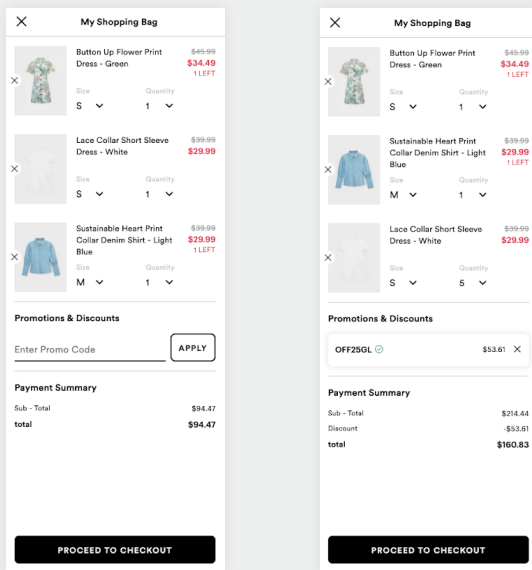 My Shopping Bag
Button Up Flower Print $45.99
Dress - Green $34.49
1 LEFT
Size Quantity
S 1
Lace Collar Short Sleeve $39.99
Dress - White $29.99
Size Quantity
S 1
Sustainable Heart Print $39.99
Collar Denim Shirt - Light $29.99
Blue 1 LEFT
Size Quantity
M 1
Promotions & Discounts
Enter Promo Code APPLY
Payment Summary
Sub - Total $94.47
total $94.47
PROCEED TO CHECKOUT
My Shopping Bag
Button Up Flower Print $45.99
Dress - Green $34.49
1 LEFT
Size Quantity
S 1
Sustainable Heart Print $39.99
Collar Denim Shirt - Light $29.99
Blue 1 LEFT
Size Quantity
M 1
Lace Collar Short Sleeve $39.99
Dress - White $29.99
Size Quantity
S 5
Promotions & Discounts
OFF25GL $53.61
Payment Summary
Sub - Total $214.44
Discount -$53.61
total $160.83
PROCEED TO CHECKOUT